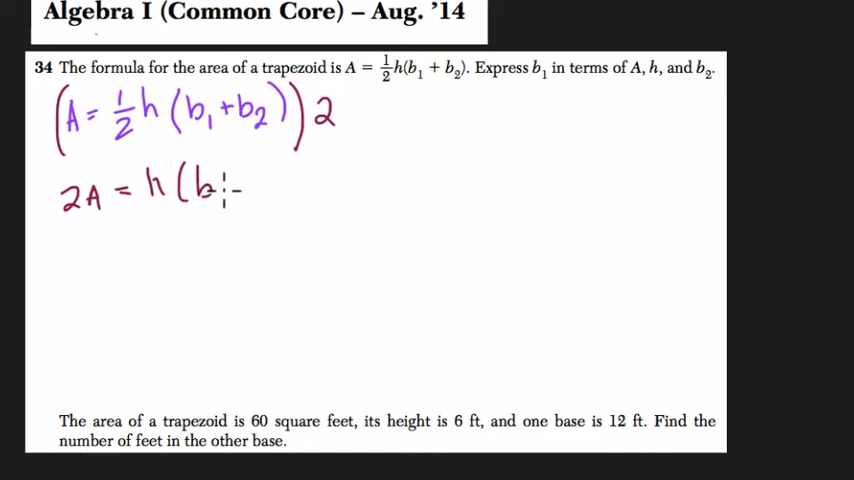 Algebra I (Common Core) – Aug. ’14
34 The formula for the area of a trapezoid is A = 1/2h(b₁ + b₂). Express b₁ in terms of A, h, and b₂.
(A = 1/2 h (b₁+b₂)) 2
2A = h (b
The area of a trapezoid is 60 square feet, its height is 6 ft, and one base is 12 ft. Find the
number of feet in the other base.